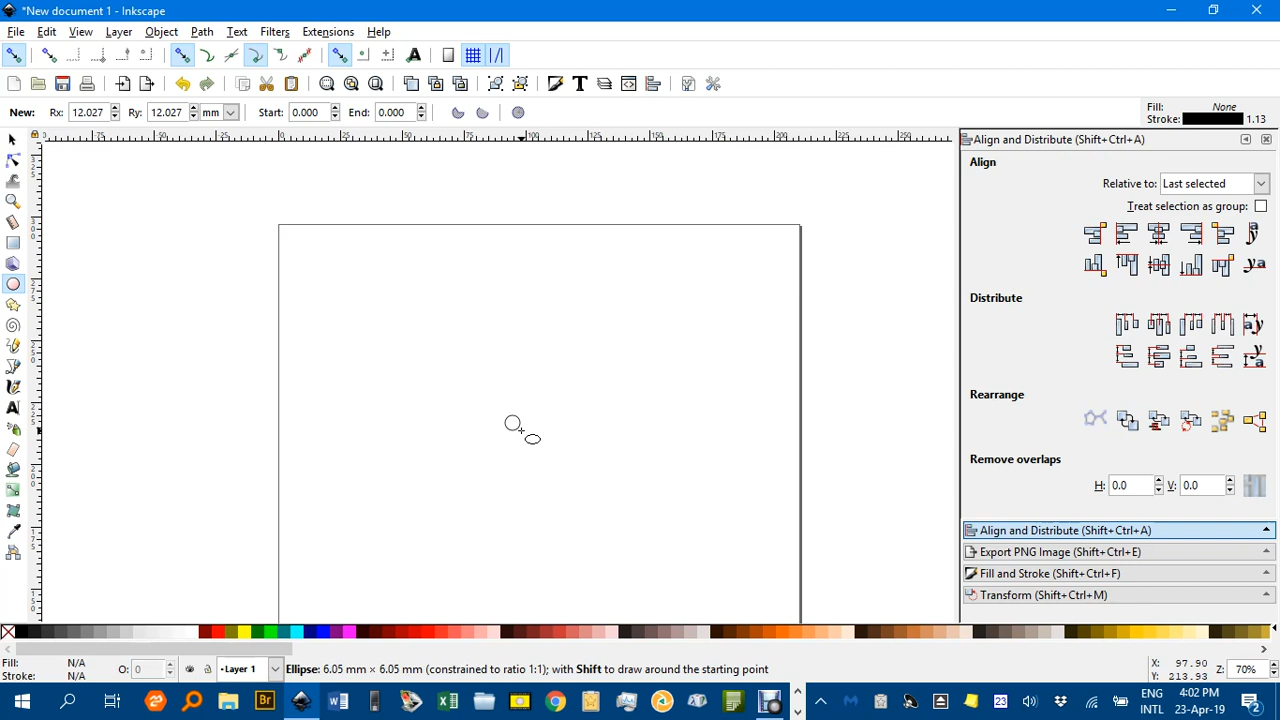 *New document 1 - Inkscape
File Edit View Layer Object Path Text Filters Extensions Help
New: Rx: 12.027 Ry: 12.027 mm Start: 0.000 End: 0.000
Fill: None
Stroke: 1.13
Align and Distribute (Shift+Ctrl+A)
Align
Relative to: Last selected
Treat selection as group:
Distribute
Rearrange
Remove overlaps
H: 0.0 V: 0.0
Align and Distribute (Shift+Ctrl+A)
Export PNG Image (Shift+Ctrl+E)
Fill and Stroke (Shift+Ctrl+F)
Transform (Shift+Ctrl+M)
Fill: N/A
Stroke: N/A
O: 0
Layer 1
Ellipse: 6.05 mm × 6.05 mm (constrained to ratio 1:1); with Shift to draw around the starting point
X: 97.90
Y: 213.93
Z: 70%
ENG
INTL
4:02 PM
23-Apr-19